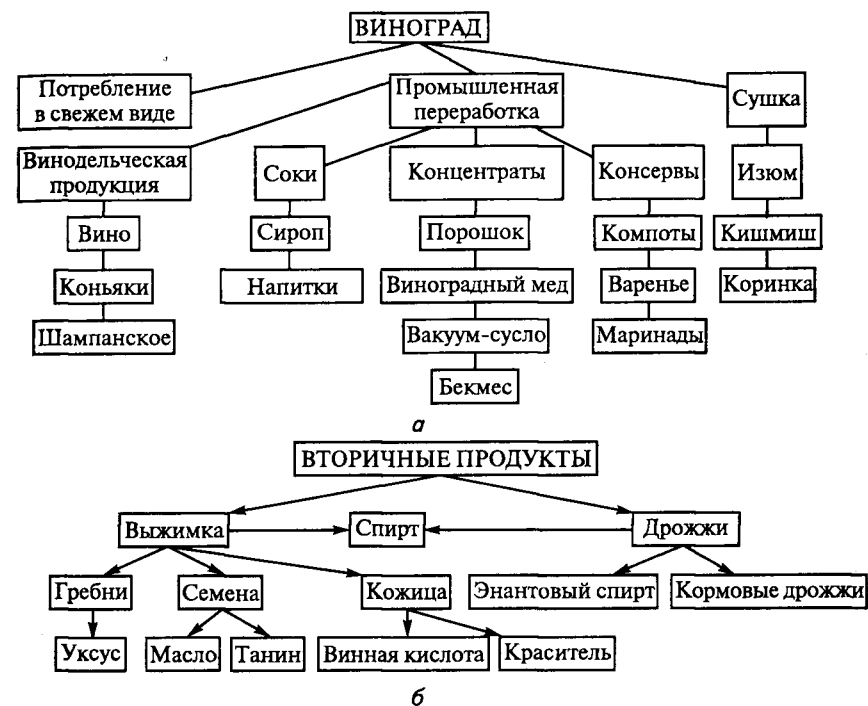 ВИНОГРАД
Потребление
в свежем виде
Промышленная
переработка
Сушка
Винодельческая
продукция
Соки
Концентраты
Консервы
Изюм
Вино
Сироп
Порошок
Компоты
Кишмиш
Коньяки
Напитки
Виноградный мед
Варенье
Коринка
Шампанское
Вакуум-сусло
Маринады
Бекмес
а
ВТОРИЧНЫЕ ПРОДУКТЫ
Выжимка
Спирт
Дрожжи
Гребни
Семена
Кожица
Энантовый спирт
Кормовые дрожжи
Уксус
Масло
Танин
Винная кислота
Краситель
б